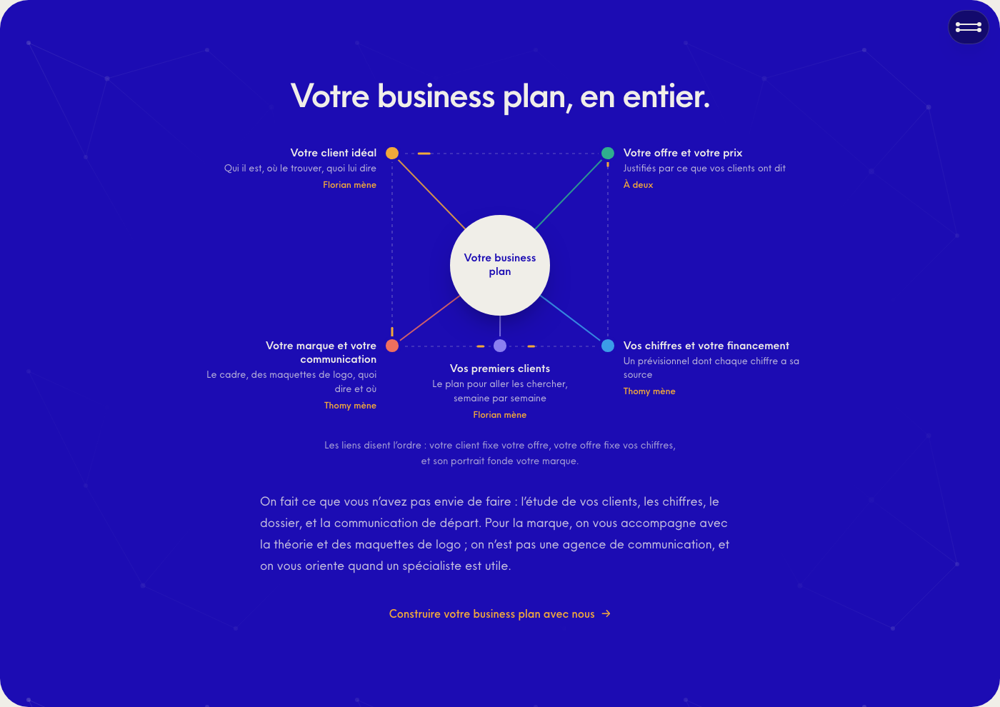 Votre business plan, en entier.
Votre client idéal
Qui il est, où le trouver, quoi lui dire
Florian mène
Votre offre et votre prix
Justifiés par ce que vos clients ont dit
À deux
Votre business
plan
Votre marque et votre
communication
Le cadre, des maquettes de logo, quoi
dire et où
Thomy mène
Vos premiers clients
Le plan pour aller les chercher,
semaine par semaine
Florian mène
Vos chiffres et votre financement
Un prévisionnel dont chaque chiffre a sa
source
Thomy mène
Les liens disent l’ordre : votre client fixe votre offre, votre offre fixe vos chiffres,
et son portrait fonde votre marque.
On fait ce que vous n’avez pas envie de faire : l’étude de vos clients, les chiffres, le
dossier, et la communication de départ. Pour la marque, on vous accompagne avec
la théorie et des maquettes de logo ; on n’est pas une agence de communication, et
on vous oriente quand un spécialiste est utile.
Construire votre business plan avec nous →